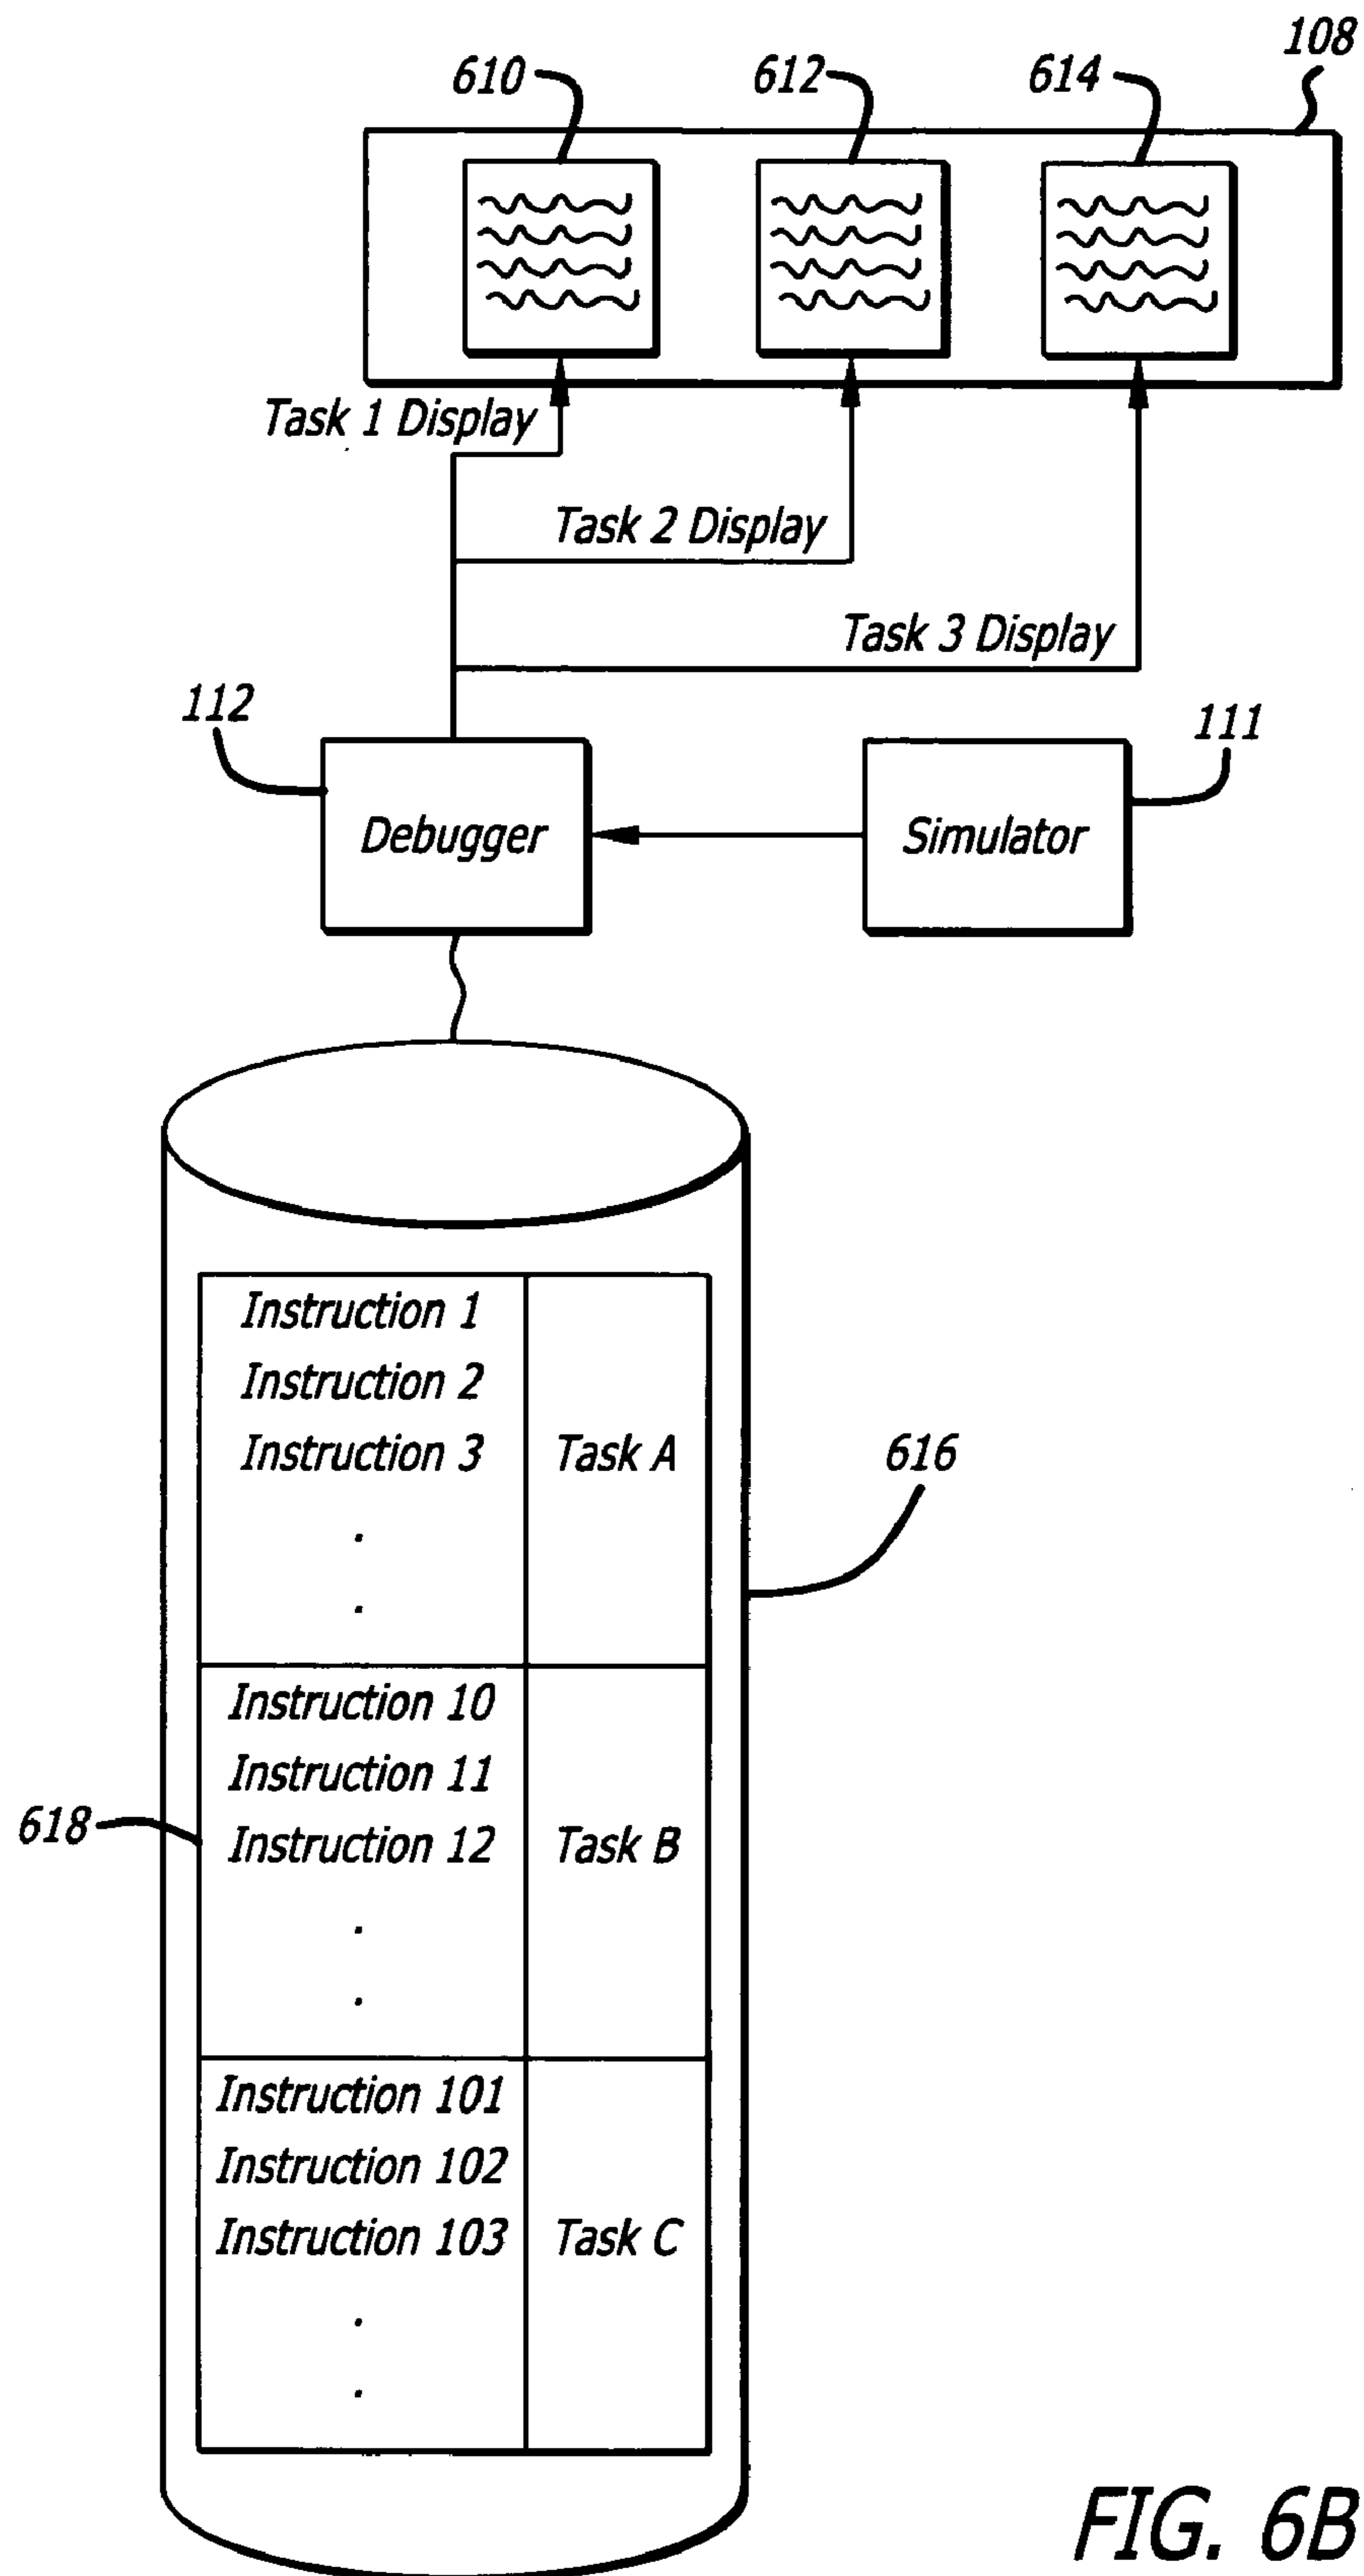 108
610
612
614
Task 1 Display
Task 2 Display
Task 3 Display
112
111
Debugger
Simulator
Instruction 1
Instruction 2
Instruction 3
Task A
.
.
616
Instruction 10
Instruction 11
618
Instruction 12
Task B
.
.
Instruction 101
Instruction 102
Instruction 103
Task C
.
.
FIG. 6B